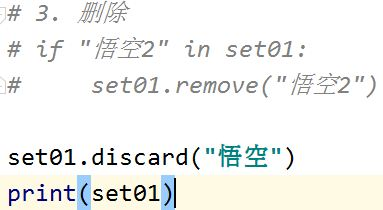 # 3. 删除
# if "悟空2" in set01:
#     set01.remove("悟空2")
set01.discard("悟空")
print(set01)